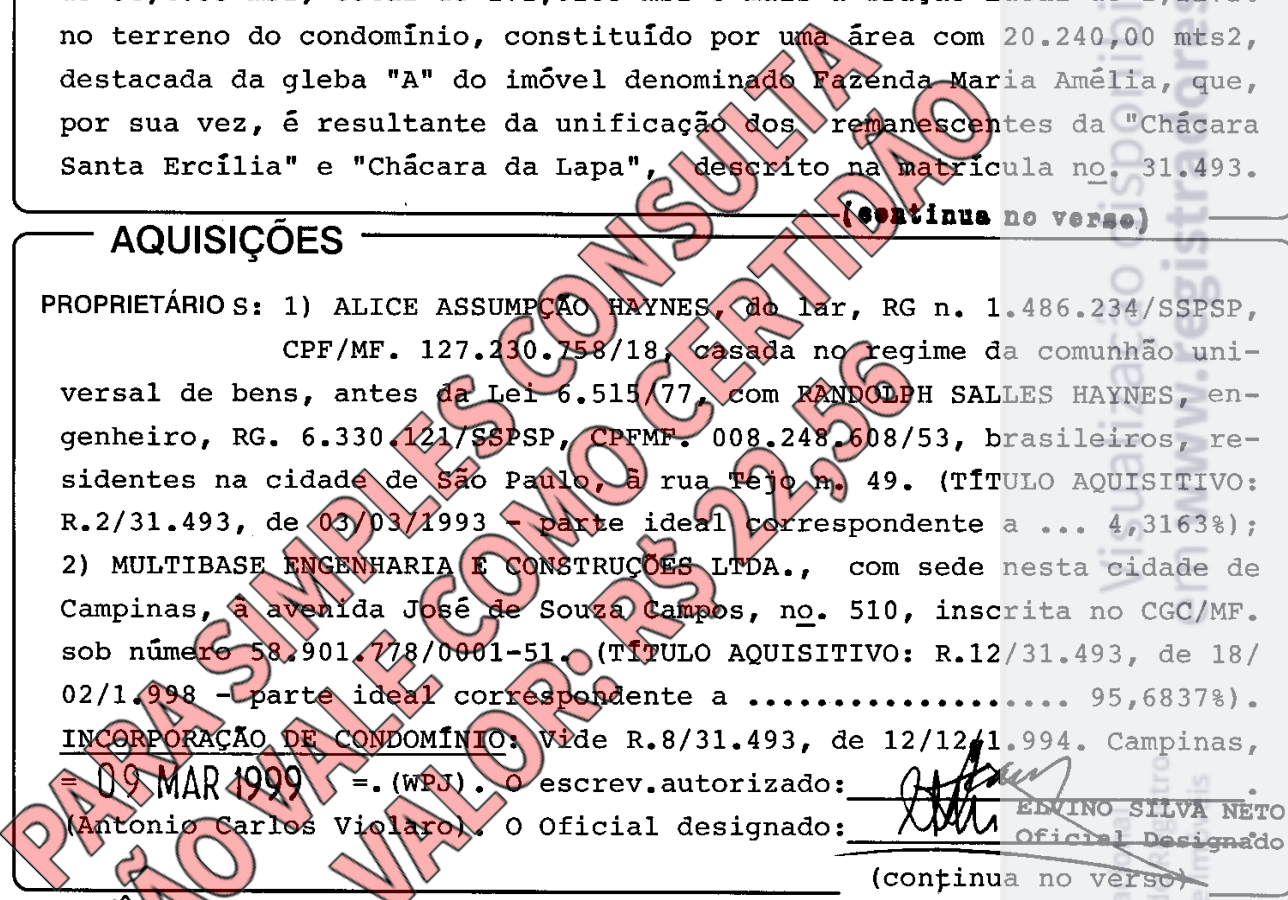 no terreno do condomínio, constituído por uma área com 20.240,00 mts2,
destacada da gleba "A" do imóvel denominado Fazenda Maria Amélia, que,
por sua vez, é resultante da unificação dos remanescentes da "Chácara
Santa Ercília" e "Chácara da Lapa", descrito na matrícula no. 31.493.
(continua no verso)
AQUISIÇÕES
PROPRIETÁRIO S: 1) ALICE ASSUMPÇÃO HAYNES, do lar, RG n. 1.486.234/SSPSP,
CPF/MF. 127.230.758/18, casada no regime da comunhão uni-
versal de bens, antes da Lei 6.515/77, com RANDOLPH SALLES HAYNES, en-
genheiro, RG. 6.330.121/SSPSP, CPFMF. 008.248.608/53, brasileiros, re-
sidentes na cidade de São Paulo, à rua Tejo n. 49. (TÍTULO AQUISITIVO:
R.2/31.493, de 03/03/1993 - parte ideal correspondente a ... 4,3163%);
2) MULTIBASE ENGENHARIA E CONSTRUÇÕES LTDA., com sede nesta cidade de
Campinas, à avenida José de Souza Campos, no. 510, inscrita no CGC/MF.
sob número 58.901.778/0001-51. (TÍTULO AQUISITIVO: R.12/31.493, de 18/
02/1.998 - parte ideal correspondente a .................. 95,6837%).
INCORPORAÇÃO DE CONDOMÍNIO: Vide R.8/31.493, de 12/12/1.994. Campinas,
= 09 MAR 1999 =. (WPJ). O escrev.autorizado: .
(Antonio Carlos Violaro). O Oficial designado:
ELVINO SILVA NETO
Oficial Designado
(continua no verso)
PARA SIMPLES CONSULTA
NÃO VALE COMO CERTIDÃO
VALOR: R$ 22,56
Visualização disponib
em www.registradores